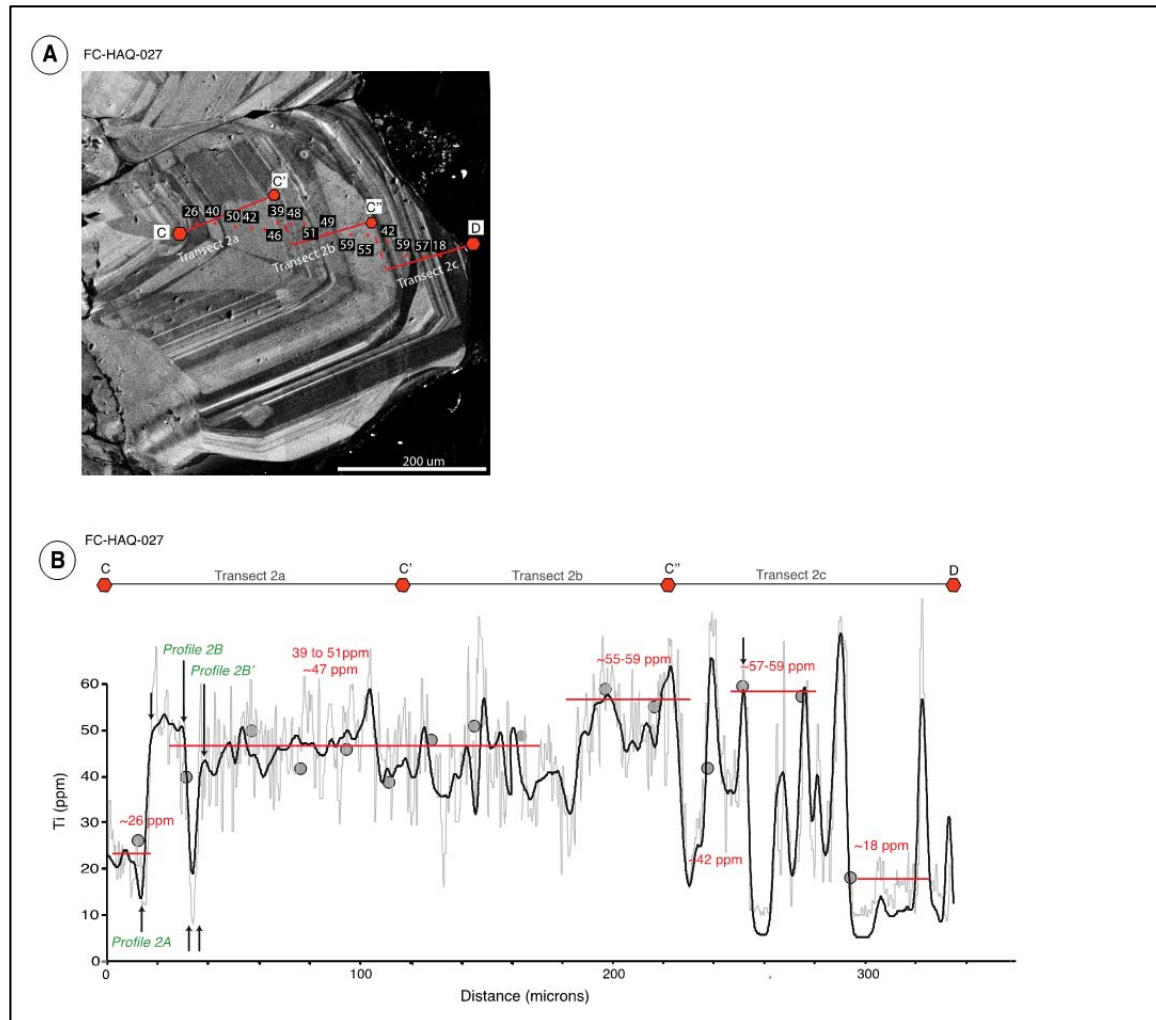 A
FC-HAQ-027
C'
C''
26 40 50 42 39 48 49
C
46 51 42 D
59 55 59 57 18
Transect 2a
Transect 2b
Transect 2c
200 um
B
FC-HAQ-027
C Transect 2a C' Transect 2b C'' Transect 2c D
Profile 2B
Profile 2B'
39 to 51ppm
~47 ppm
~55-59 ppm
~57-59 ppm
~26 ppm
~42 ppm
~18 ppm
Profile 2A
Ti (ppm)
60
50
40
30
20
10
0
0 100 200 300
Distance (microns)